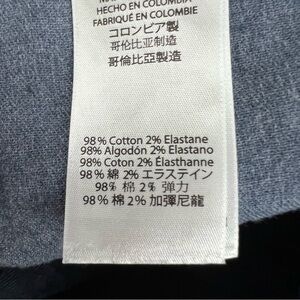 HECHO EN COLOMBIA
FABRIQUÉ EN COLOMBIE
コロンビア製
哥伦比亚制造
哥倫比亞製造
98% Cotton 2% Elastane
98% Algodón 2% Elastano
98% Coton 2% Élasthanne
98% 綿 2% エラステイン
98% 棉 2% 弹力
98% 棉 2% 加彈尼龍